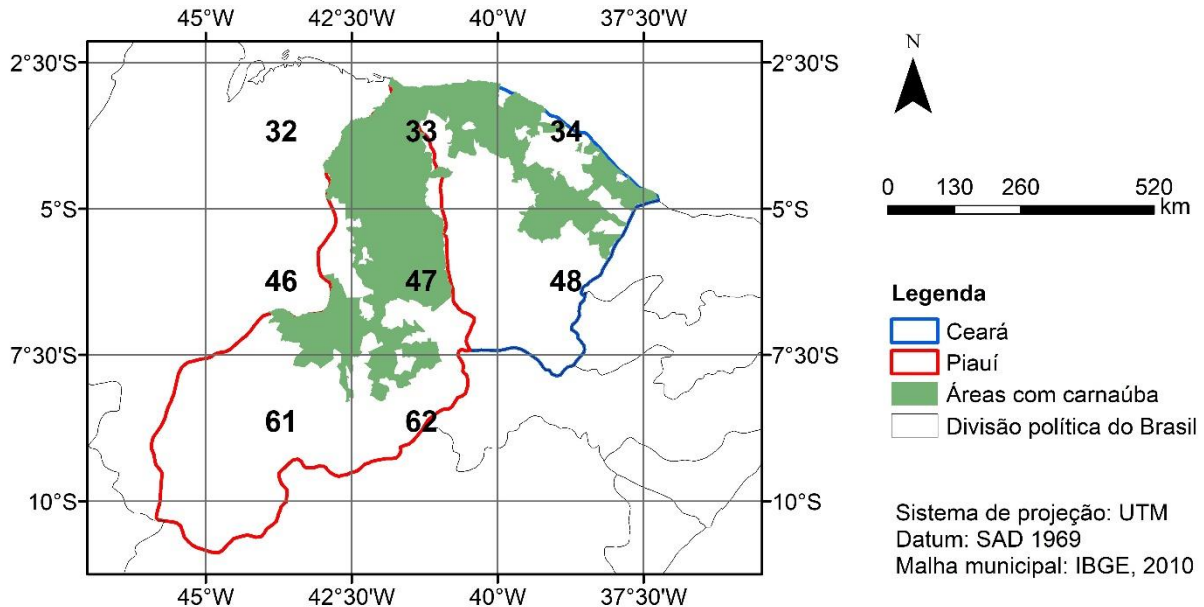 45°W 42°30'W 40°W 37°30'W
2°30'S 2°30'S
N
32 33 34
0 130 260 520
km
5°S 5°S
46 47 48
Legenda
Ceará
Piauí
Áreas com carnaúba
Divisão política do Brasil
7°30'S 7°30'S
61 62
10°S 10°S
Sistema de projeção: UTM
Datum: SAD 1969
Malha municipal: IBGE, 2010
45°W 42°30'W 40°W 37°30'W